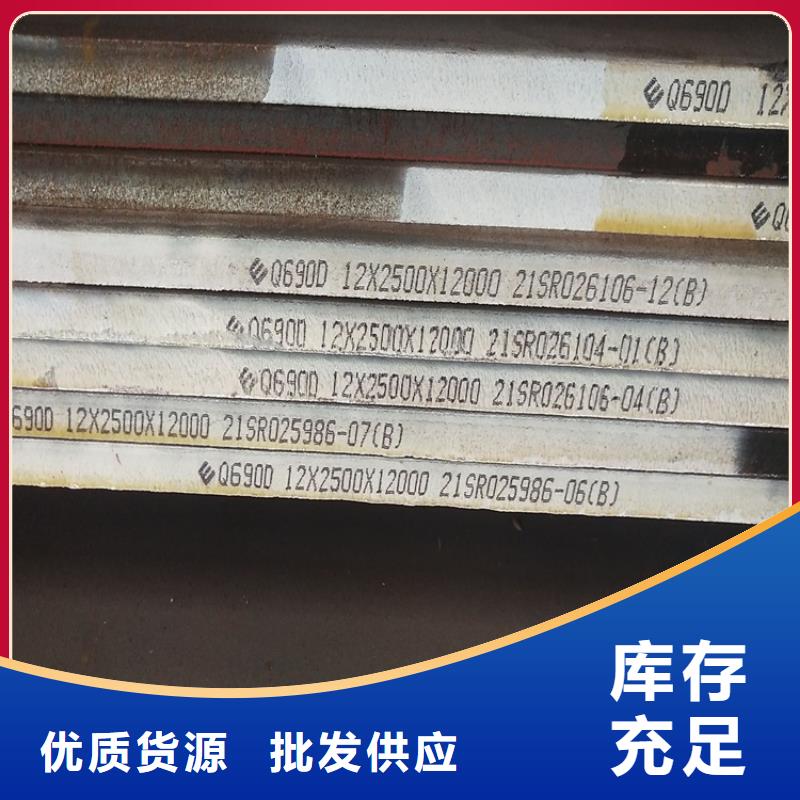 Q690D 12
Q690D 12X2500X12000 21SR026106-12(B)
Q690D 12X2500X12000 21SR026104-01(B)
Q690D 12X2500X12000 21SR026106-04(B)
690D 12X2500X12000 21SR025986-07(B)
Q690D 12X2500X12000 21SR025986-06(B)
库存
充足
优质货源 批发供应